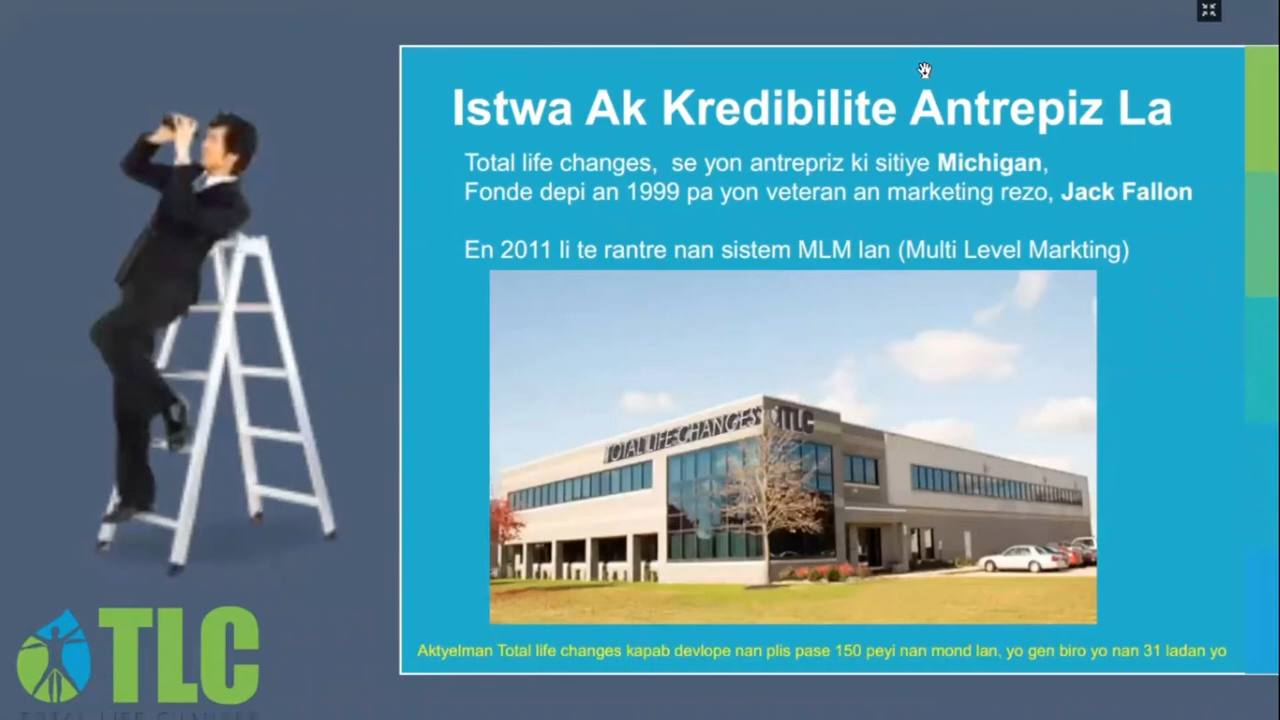 Istwa Ak Kredibilite Antrepiz La
Total life changes, se yon antrepriz ki sitiye Michigan,
Fonde depi an 1999 pa yon veteran an marketing rezo, Jack Fallon
En 2011 li te rantre nan sistem MLM lan (Multi Level Markting)
TOTAL LIFE CHANGES TLC
Aktyelman Total life changes kapab devlope nan plis pase 150 peyi nan mond lan, yo gen biro yo nan 31 ladan yo
TLC
TOTAL LIFE CHANGES